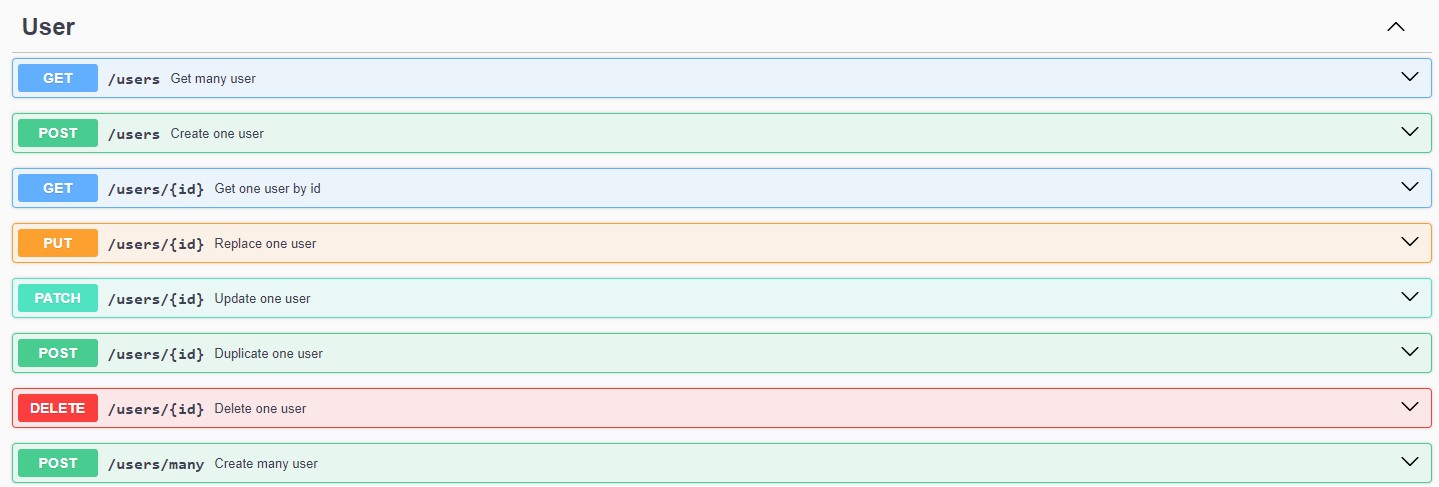 User
GET /users Get many user
POST /users Create one user
GET /users/{id} Get one user by id
PUT /users/{id} Replace one user
PATCH /users/{id} Update one user
POST /users/{id} Duplicate one user
DELETE /users/{id} Delete one user
POST /users/many Create many user